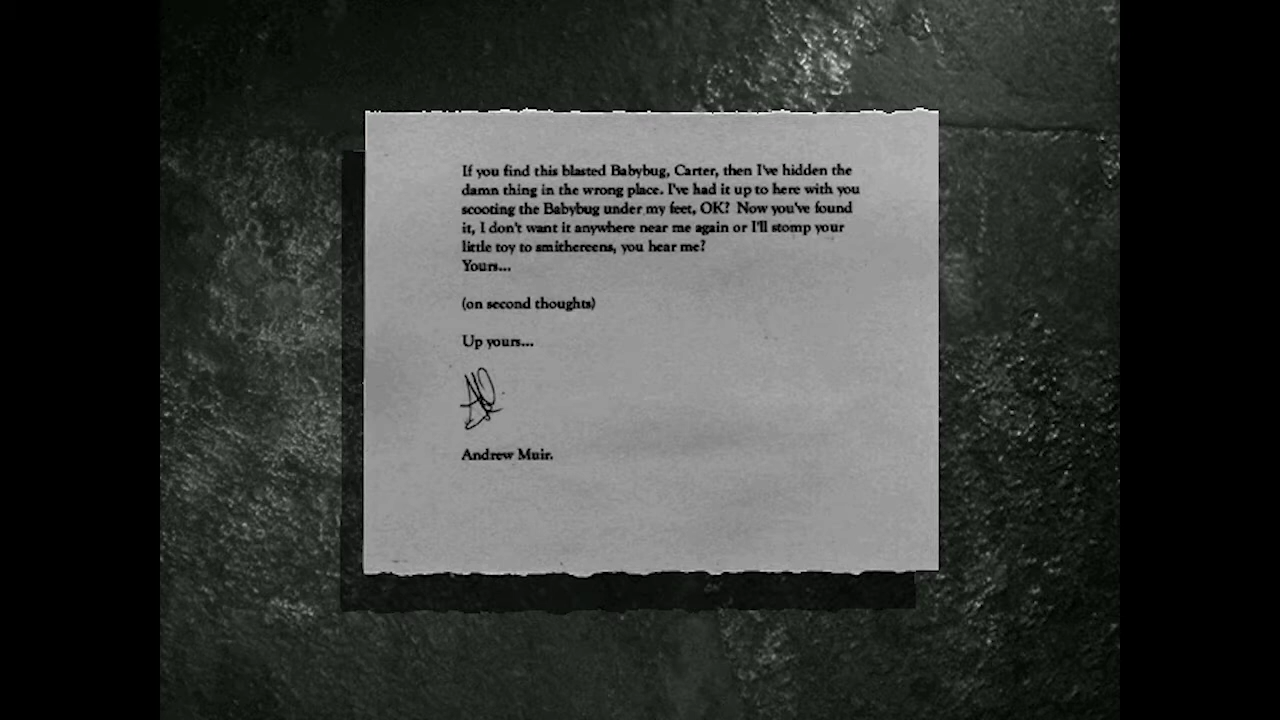 If you find this blasted Babybug, Carter, then I've hidden the
damn thing in the wrong place. I've had it up to here with you
scooting the Babybug under my feet, OK? Now you've found
it, I don't want it anywhere near me again or I'll stomp your
little toy to smithereens, you hear me?
Yours...
(on second thoughts)
Up yours...
Andrew Muir.